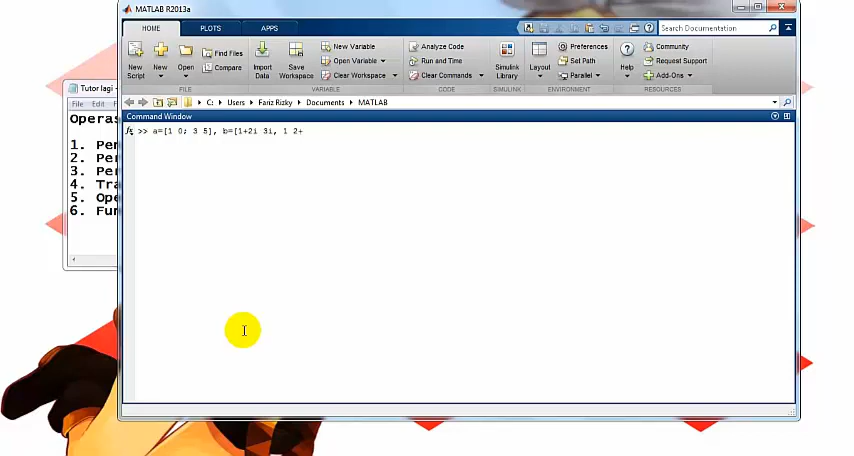 MATLAB R2013a
HOME PLOTS APPS Search Documentation
New Script New Open Find Files Compare Import Data Save Workspace New Variable Open Variable Clear Workspace Analyze Code Run and Time Clear Commands Simulink Library Layout Preferences Set Path Parallel Help Community Request Support Add-Ons
FILE VARIABLE CODE SIMULINK ENVIRONMENT RESOURCES
C: Users Fariz Rizky Documents MATLAB
Command Window
fx >> a=[1 0; 3 5], b=[1+2i 3i, 1 2+
Tutor lagi -
File Edit
Operas
1. Pen
2. Per
3. Per
4. Tra
5. Ope
6. Fun